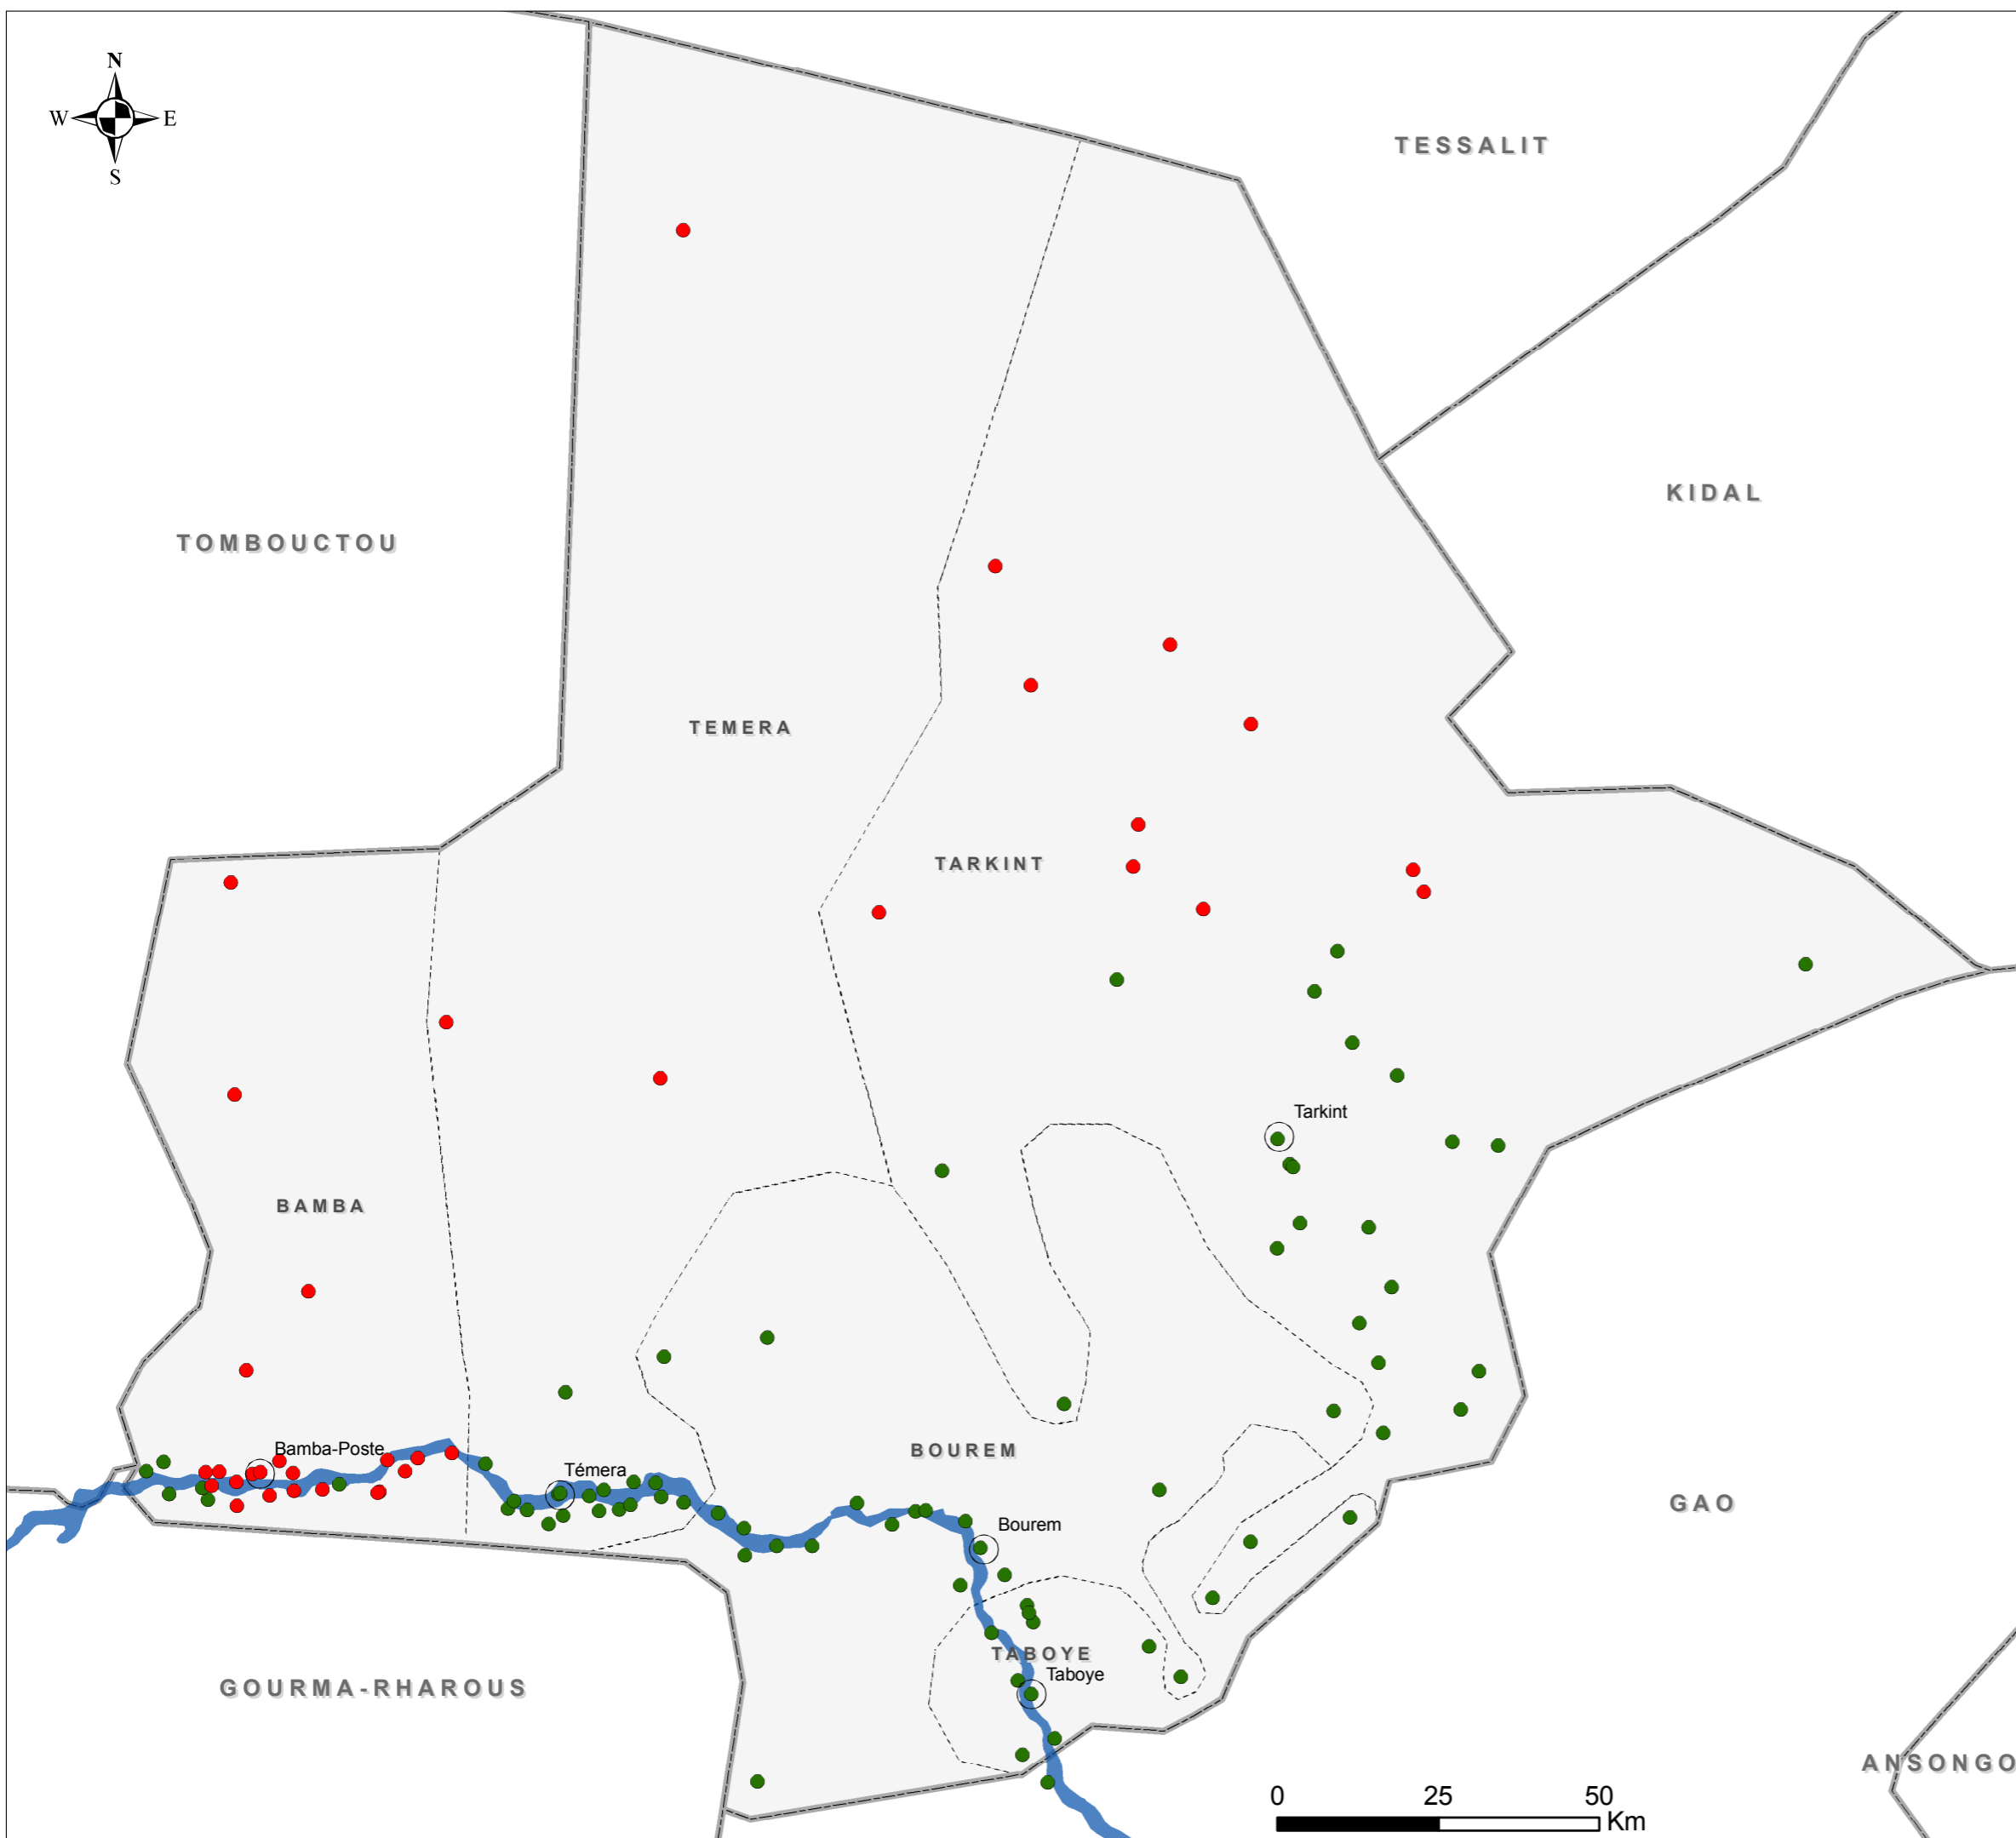 N
W E
S
TESSALIT
KIDAL
TOMBOUCTOU
TEMERA
TARKINT
Tarkint
BAMBA
Bamba-Poste
Témera
BOUREM
GAO
Bourem
TABOYE
Taboye
GOURMA-RHAROUS
ANSONGO
0 25 50
Km